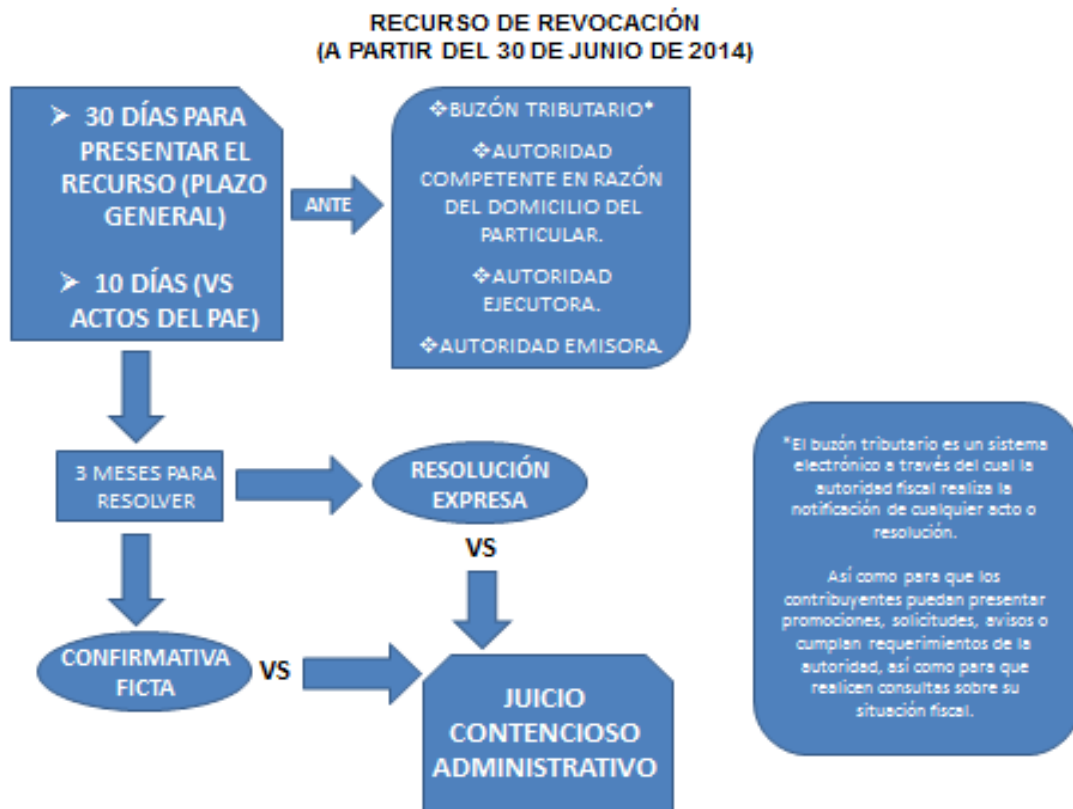 RECURSO DE REVOCACIÓN
(A PARTIR DEL 30 DE JUNIO DE 2014)
➢ 30 DÍAS PARA
PRESENTAR EL
RECURSO (PLAZO
GENERAL)
➢ 10 DÍAS (VS
ACTOS DEL PAE)
ANTE
❖BUZÓN TRIBUTARIO*
❖AUTORIDAD
COMPETENTE EN RAZÓN
DEL DOMICILIO DEL
PARTICULAR.
❖AUTORIDAD
EJECUTORA.
❖AUTORIDAD EMISORA.
3 MESES PARA
RESOLVER
RESOLUCIÓN
EXPRESA
VS
CONFIRMATIVA
FICTA
VS
JUICIO
CONTENCIOSO
ADMINISTRATIVO
*El buzón tributario es un sistema
electrónico a través del cual la
autoridad fiscal realiza la
notificación de cualquier acto o
resolución.
Así como para que los
contribuyentes puedan presentar
promociones, solicitudes, avisos o
cumplan requerimientos de la
autoridad, así como para que
realicen consultas sobre su
situación fiscal.